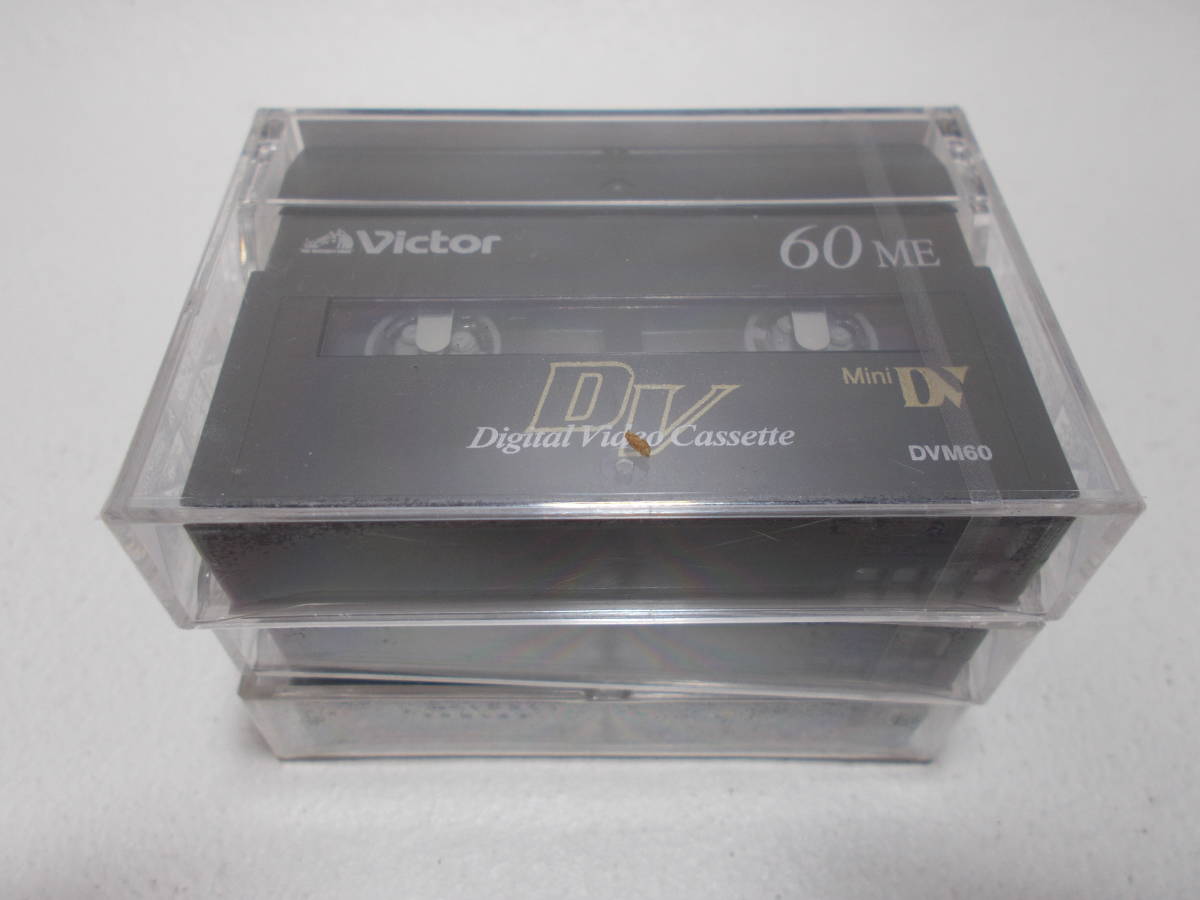 Victor
60 ME
DV
Mini DV
Digital Video Cassette
DVM60